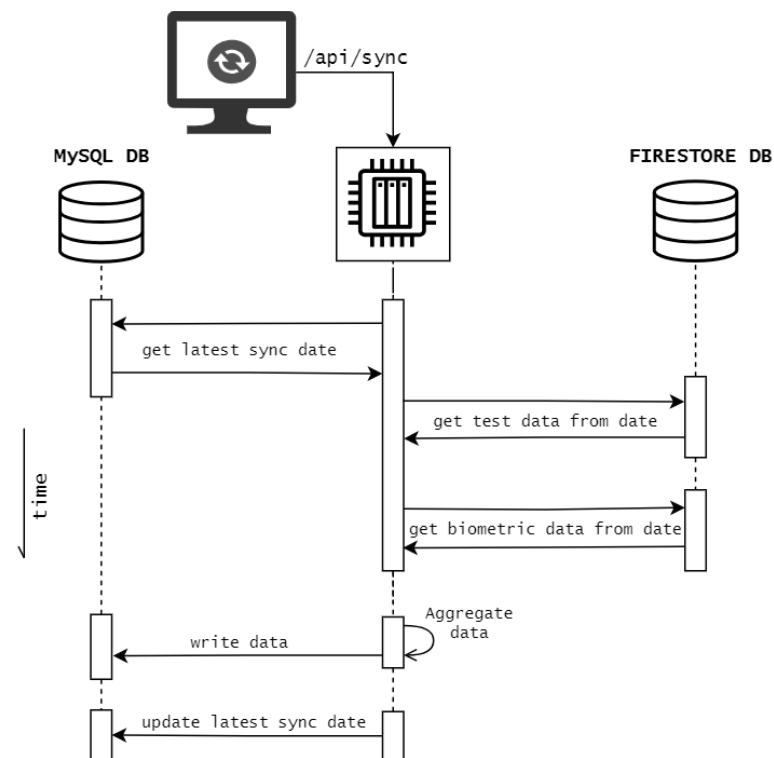 /api/sync
MySQL DB
FIRESTORE DB
get latest sync date
get test data from date
time
get biometric data from date
Aggregate
data
write data
update latest sync date